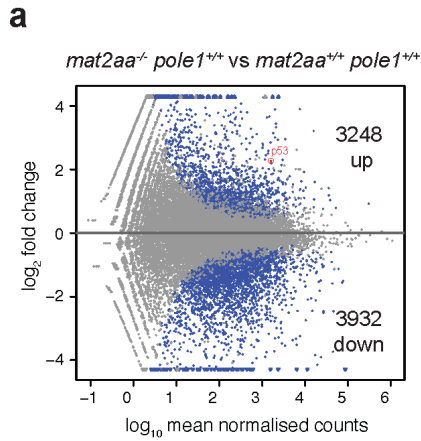 a
mat2aa-/- pole1+/+ vs mat2aa+/+ pole1+/+
4
2
0
−2
−4
log2 fold change
p53
3248
up
3932
down
−1 0 1 2 3 4 5 6
log10 mean normalised counts